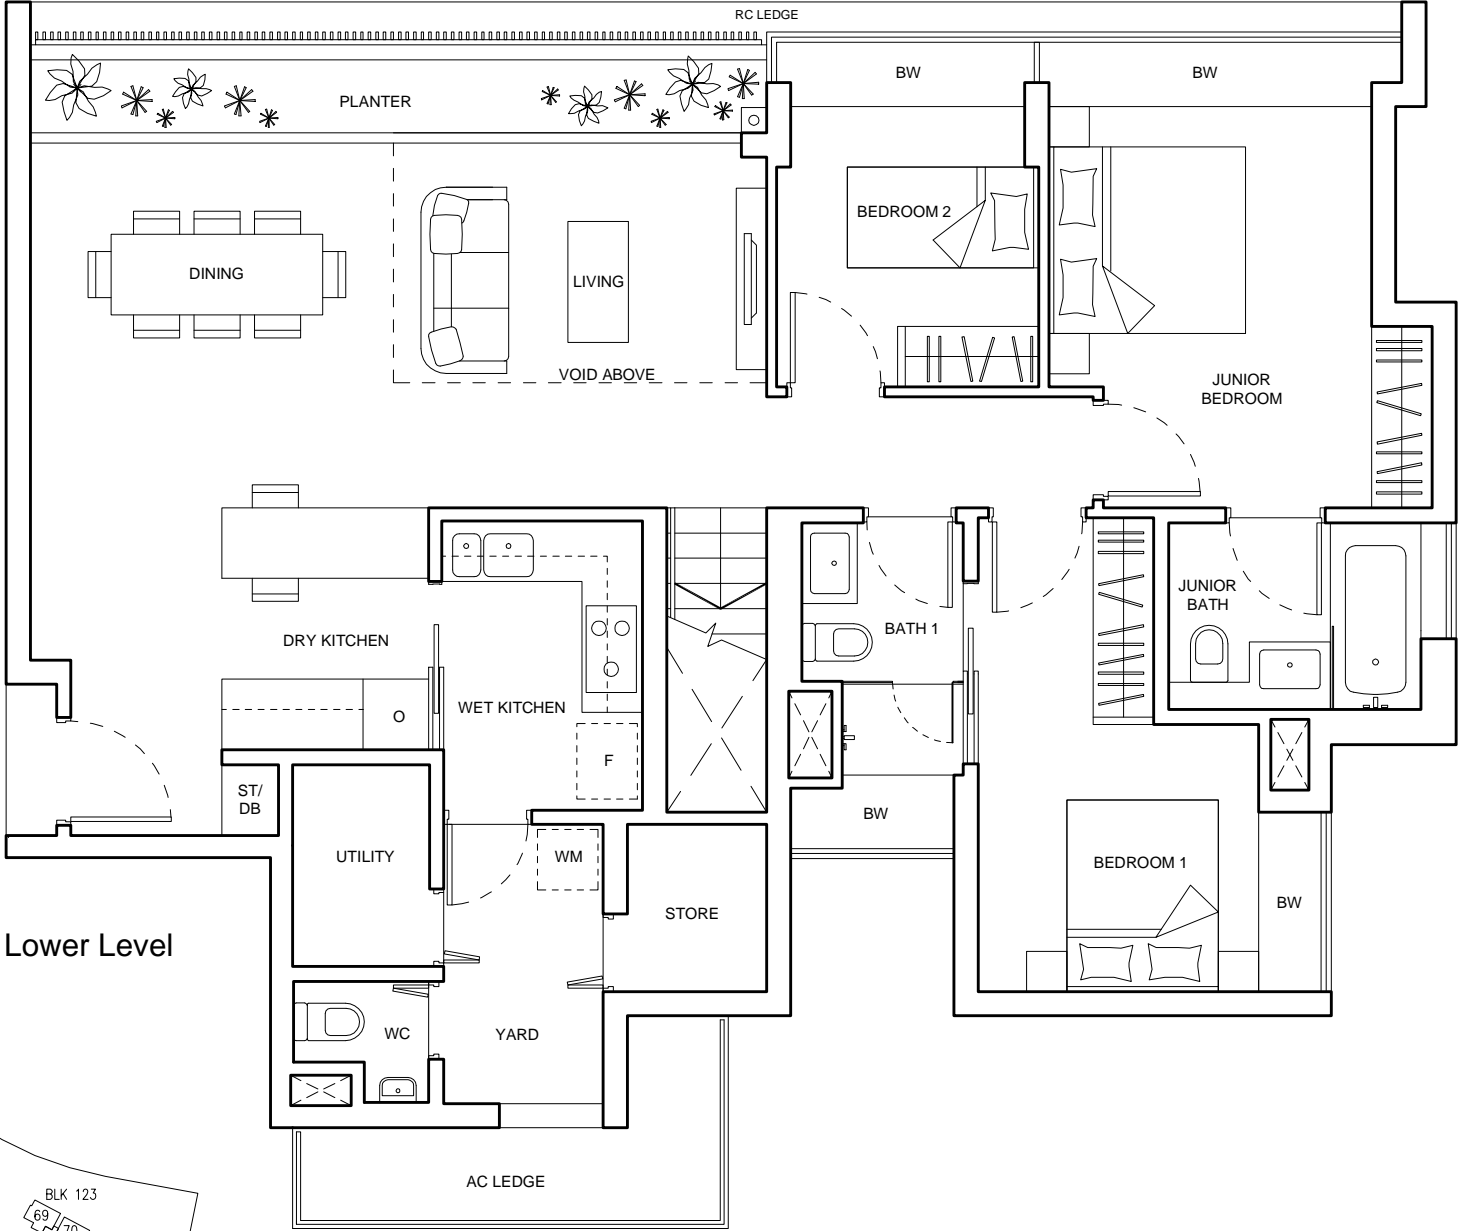 RC LEDGE
BW
BW
PLANTER
BEDROOM 2
DINING
LIVING
VOID ABOVE
JUNIOR
BEDROOM
JUNIOR
BATH
BATH 1
DRY KITCHEN
WET KITCHEN
O
F
ST/
DB
BW
UTILITY
WM
BEDROOM 1
BW
STORE
Lower Level
WC
YARD
AC LEDGE
BLK 123
69
70